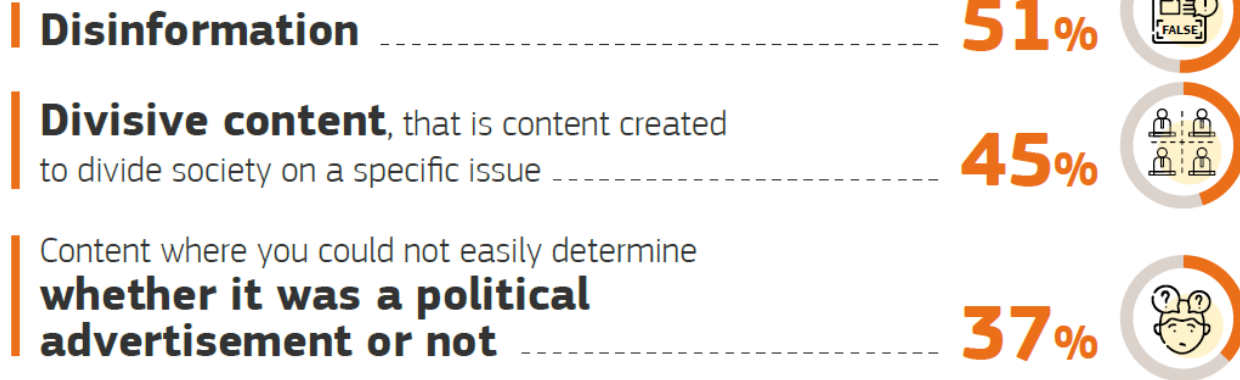 Disinformation 51%
FALSE
Divisive content, that is content created
to divide society on a specific issue 45%
Content where you could not easily determine
whether it was a political
advertisement or not 37%
? ?